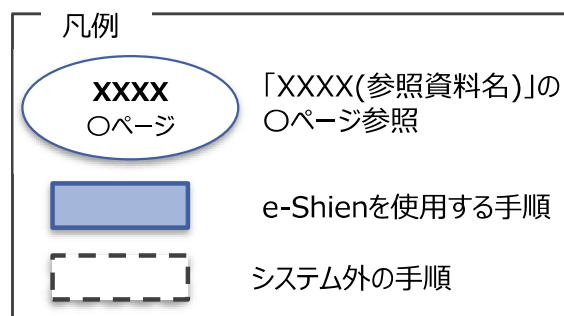 凡例
XXXX
〇ページ
「XXXX(参照資料名)」の
〇ページ参照
e-Shienを使用する手順
システム外の手順